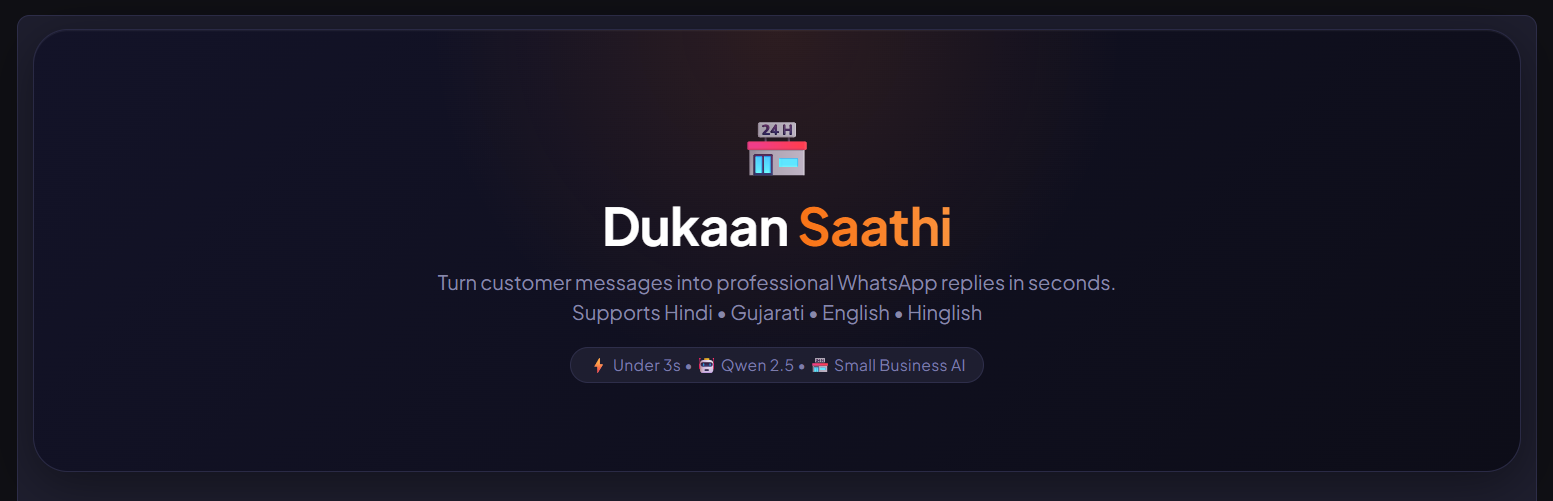 24 H
Dukaan Saathi
Turn customer messages into professional WhatsApp replies in seconds.
Supports Hindi • Gujarati • English • Hinglish
⚡ Under 3s • 🤖 Qwen 2.5 • 🏪 Small Business AI